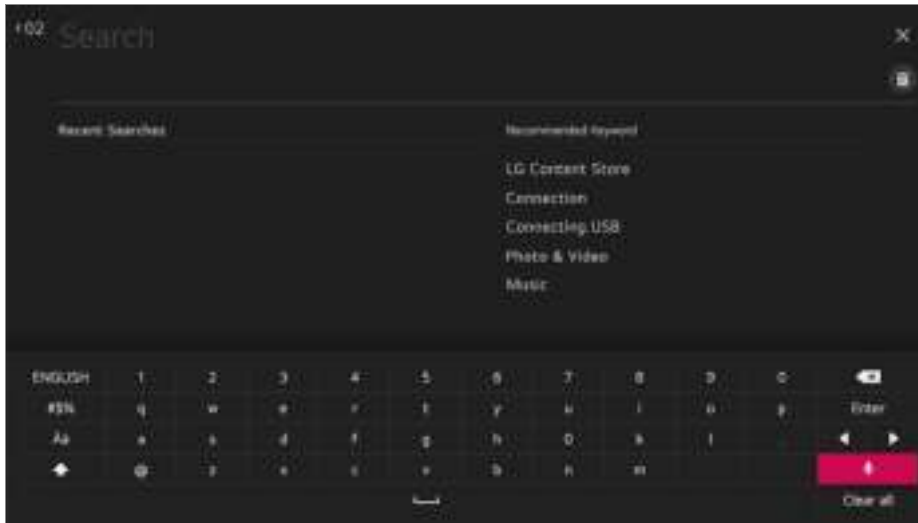 Search
Recent Searches
Recommended Keyword
LG Content Store
Connection
Connecting USB
Photo & Video
Music
ENGLISH 1 2 3 4 5 6 7 8 9 0
#$% q w e r t y u i o p Enter
a s d f g h k l
@ z x c v b n m
Clear all